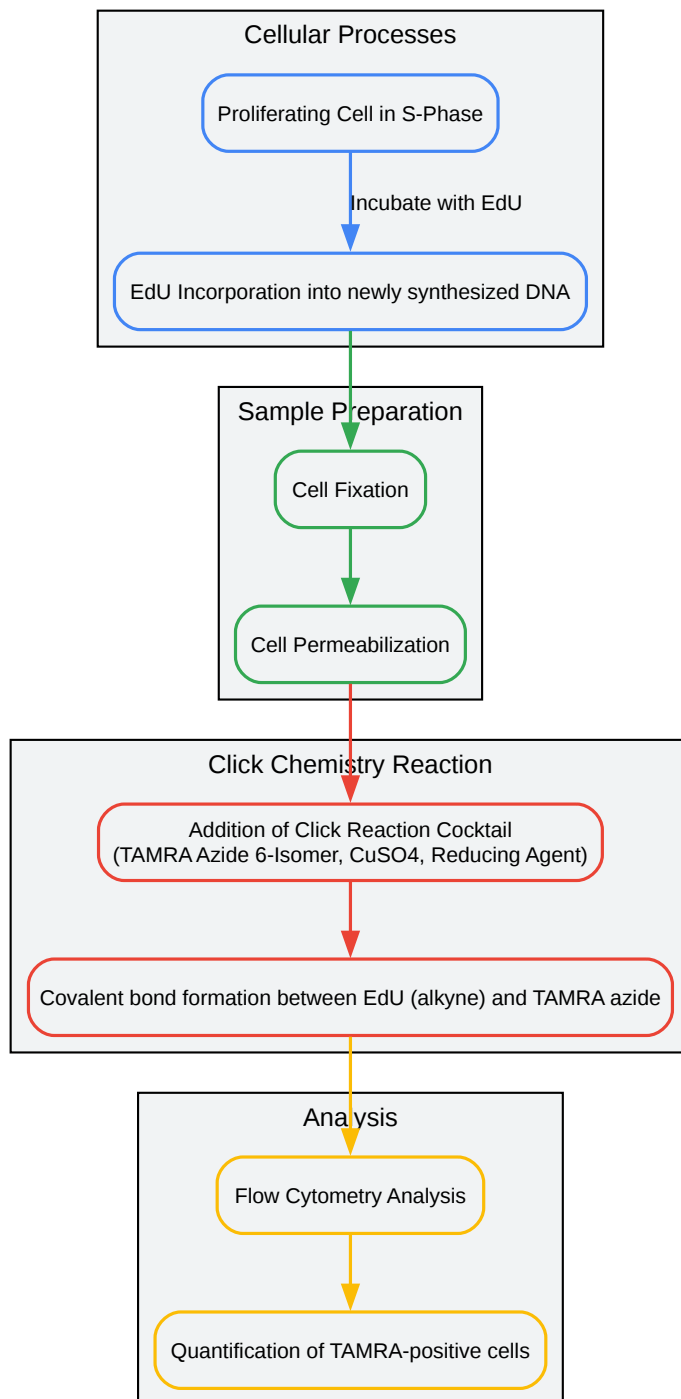 Cellular Processes
Proliferating Cell in S-Phase
Incubate with EdU
EdU Incorporation into newly synthesized DNA
Sample Preparation
Cell Fixation
Cell Permeabilization
Click Chemistry Reaction
Addition of Click Reaction Cocktail
(TAMRA Azide 6-Isomer, CuSO4, Reducing Agent)
Covalent bond formation between EdU (alkyne) and TAMRA azide
Analysis
Flow Cytometry Analysis
Quantification of TAMRA-positive cells